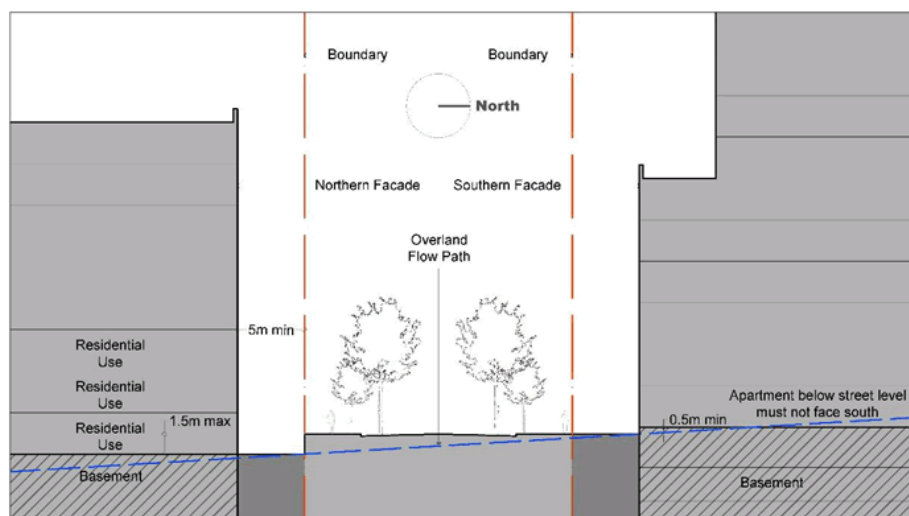 Boundary
Boundary
North
Northern Facade
Southern Facade
Overland
Flow Path
5m min
Residential
Use
Residential
Use
1.5m max
Residential
Use
Basement
Apartment below street level
must not face south
0.5m min
Basement